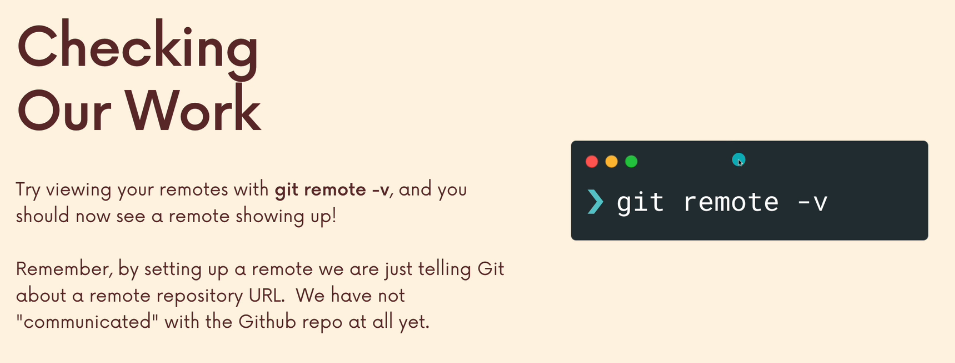 Checking
Our Work
Try viewing your remotes with git remote -v, and you
should now see a remote showing up!
Remember, by setting up a remote we are just telling Git
about a remote repository URL.  We have not
"communicated" with the Github repo at all yet.
❯ git remote -v